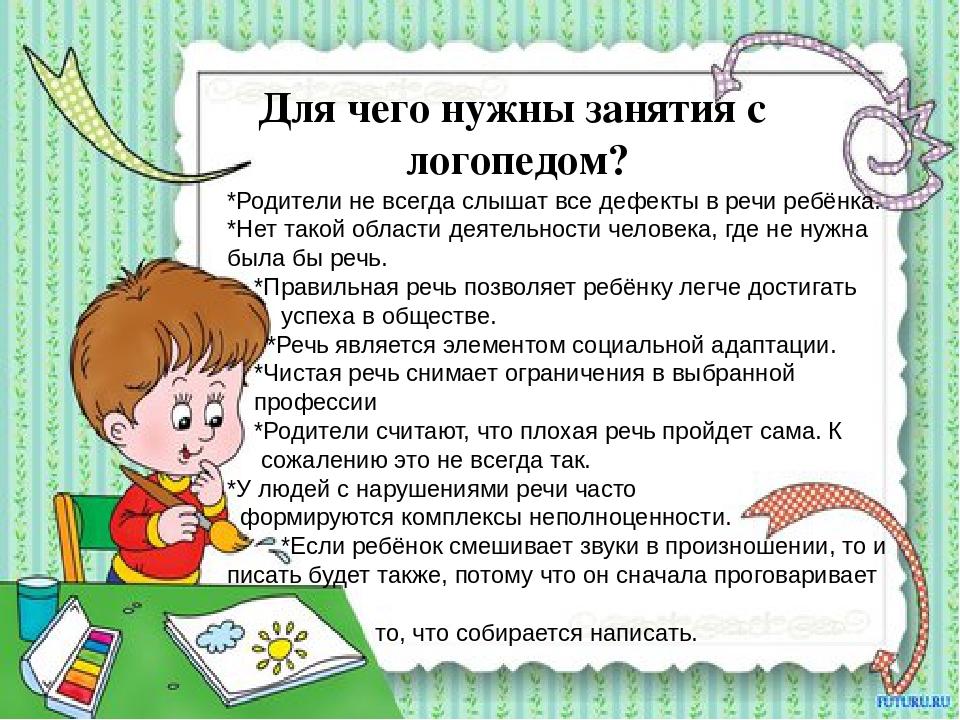 Для чего нужны занятия с
логопедом?
*Родители не всегда слышат все дефекты в речи ребёнка.
*Нет такой области деятельности человека, где не нужна
была бы речь.
*Правильная речь позволяет ребёнку легче достигать
успеха в обществе.
*Речь является элементом социальной адаптации.
*Чистая речь снимает ограничения в выбранной
профессии
*Родители считают, что плохая речь пройдет сама. К
сожалению это не всегда так.
*У людей с нарушениями речи часто
формируются комплексы неполноценности.
*Если ребёнок смешивает звуки в произношении, то и
писать будет также, потому что он сначала проговаривает
то, что собирается написать.
FUTURU.RU